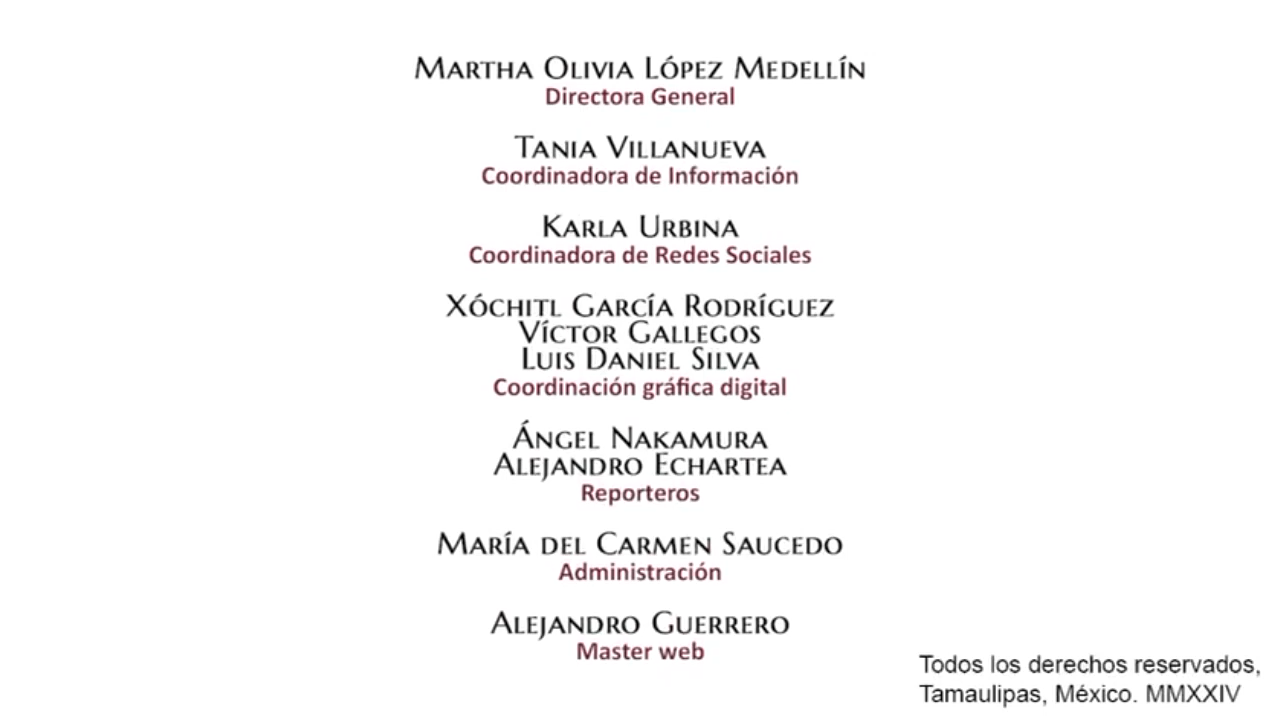 Martha Olivia López Medellín
Directora General
Tania Villanueva
Coordinadora de Información
Karla Urbina
Coordinadora de Redes Sociales
Xóchitl García Rodríguez
Víctor Gallegos
Luis Daniel Silva
Coordinación gráfica digital
Ángel Nakamura
Alejandro Echartea
Reporteros
María del Carmen Saucedo
Administración
Alejandro Guerrero
Master web
Todos los derechos reservados,
Tamaulipas, México. MMXXIV